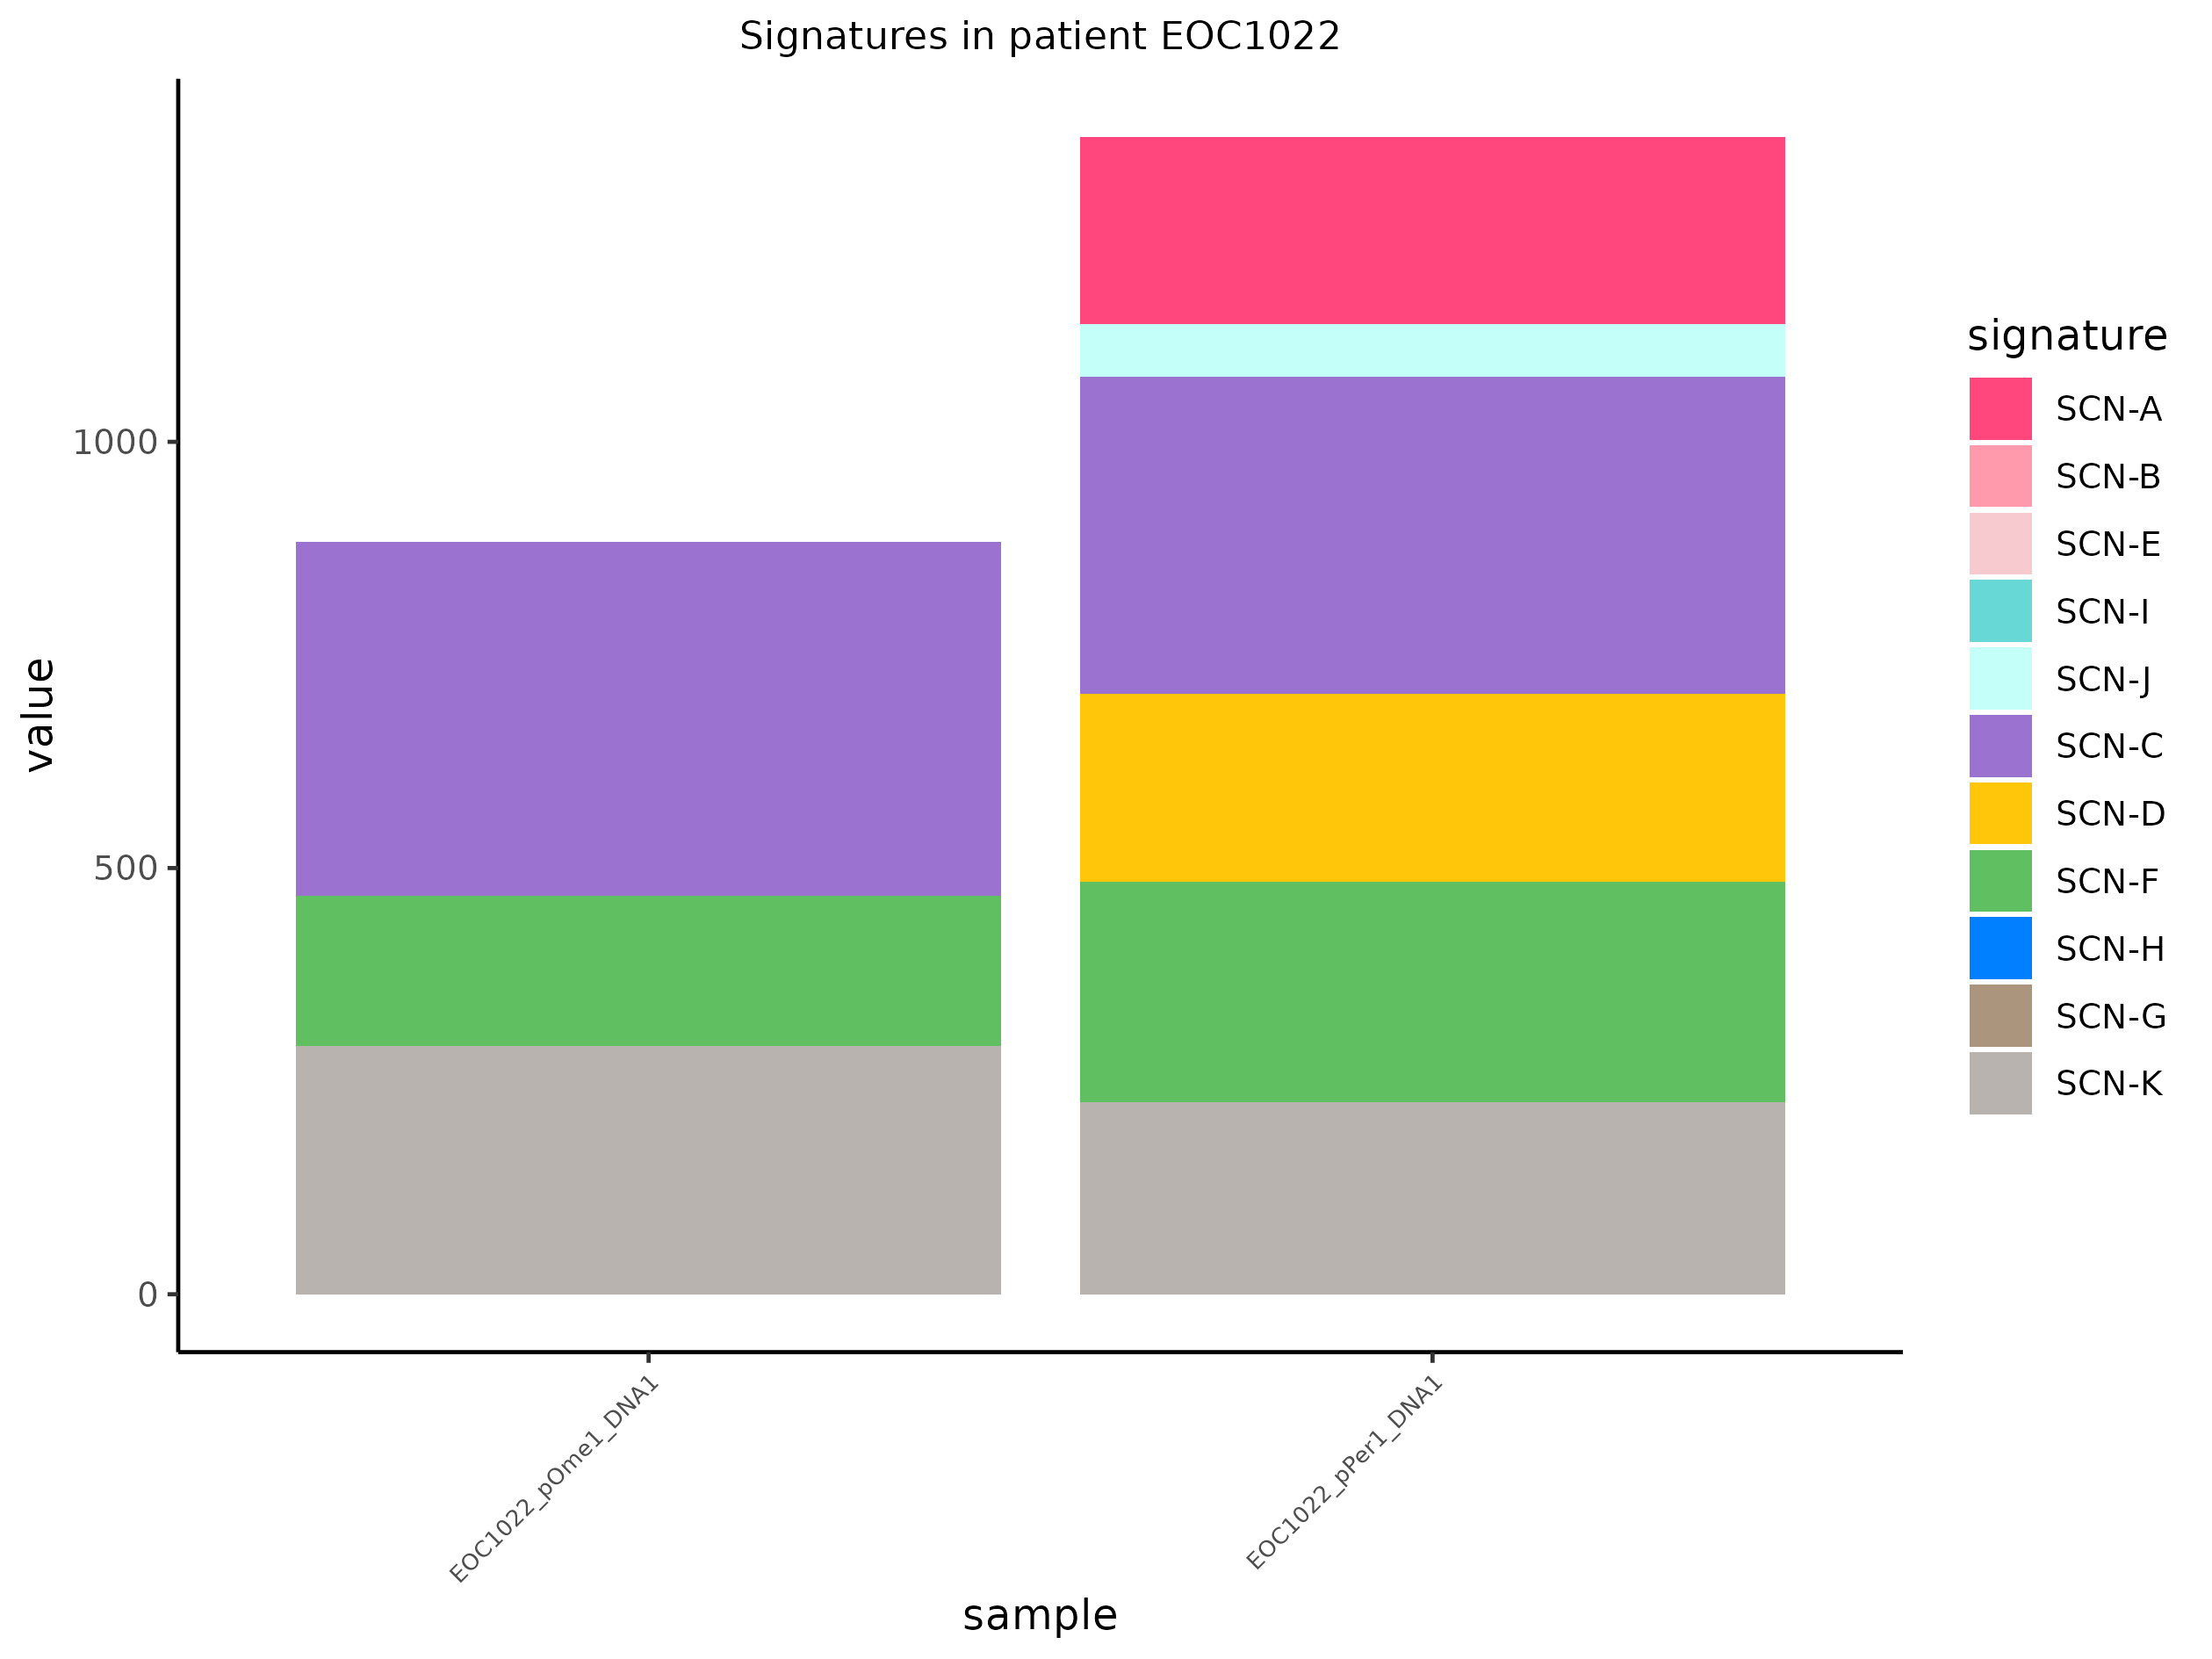 Signatures in patient EOC1022
value
1000
500
0
EOC1022_pOme1_DNA1
EOC1022_pPer1_DNA1
sample
signature
SCN-A
SCN-B
SCN-E
SCN-I
SCN-J
SCN-C
SCN-D
SCN-F
SCN-H
SCN-G
SCN-K